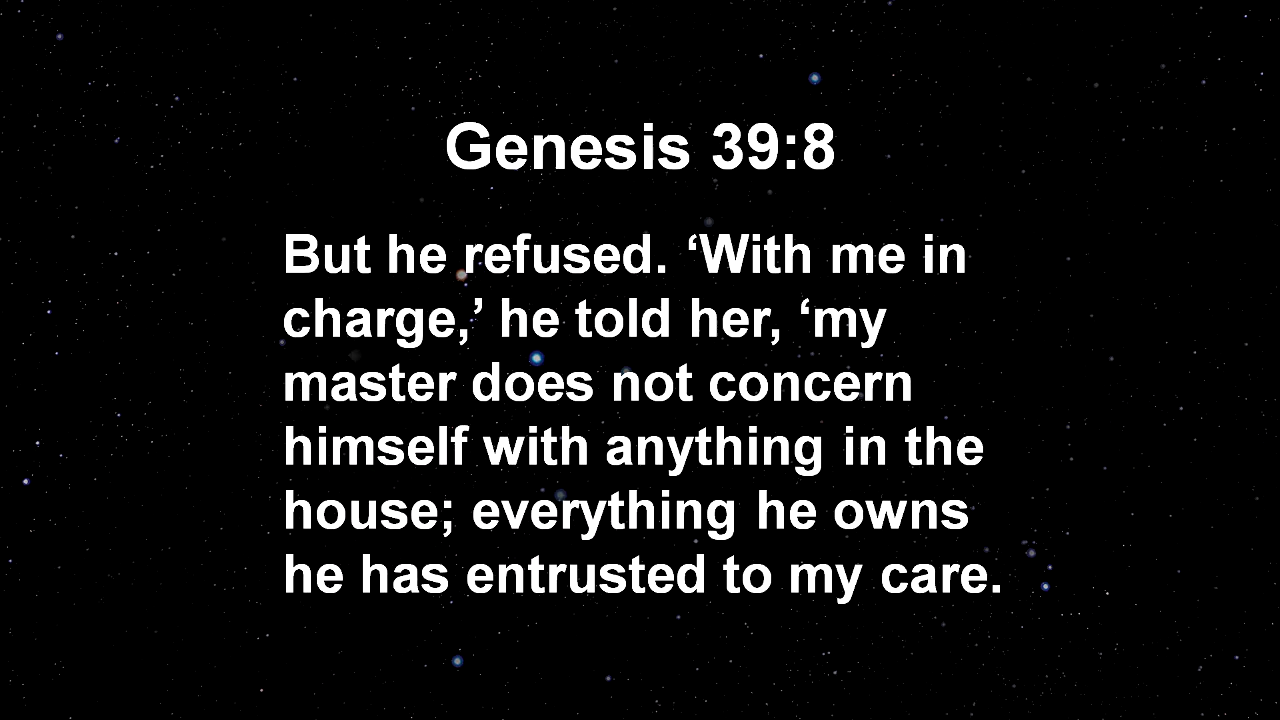 Genesis 39:8
But he refused. ‘With me in
charge,’ he told her, ‘my
master does not concern
himself with anything in the
house; everything he owns
he has entrusted to my care.